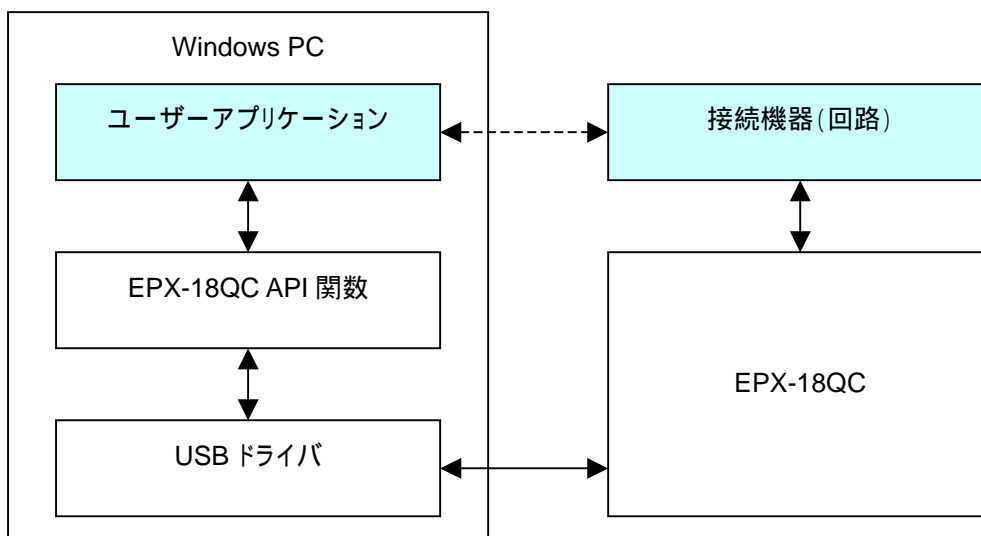 Windows PC
ユーザーアプリケーション
接続機器(回路)
EPX-18QC API 関数
EPX-18QC
USB ドライバ